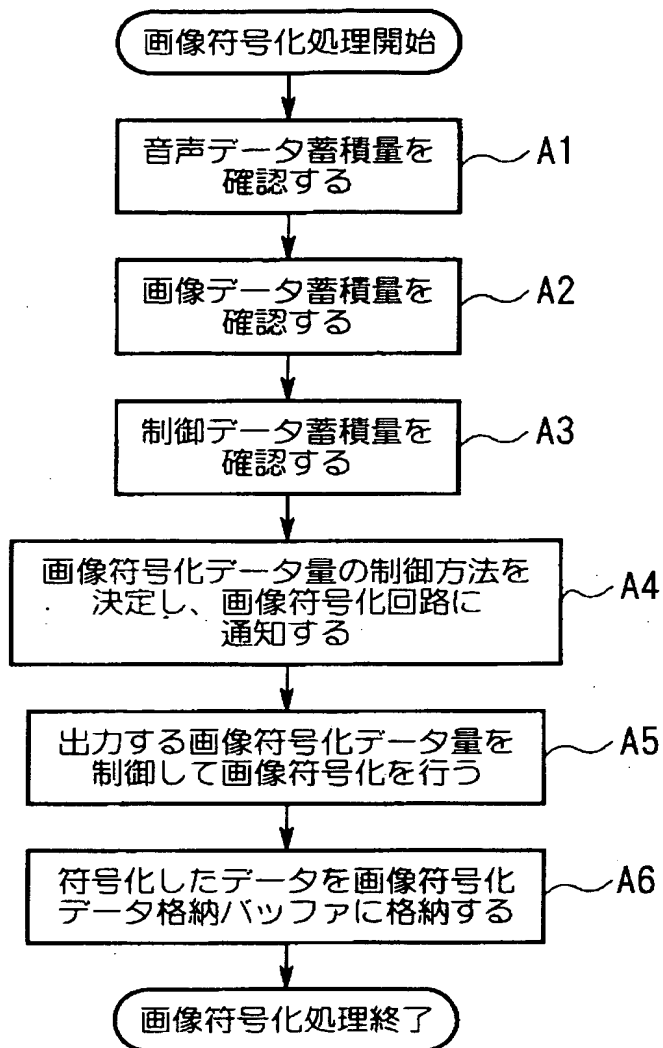 画像符号化処理開始
音声データ蓄積量を
確認する
A1
画像データ蓄積量を
確認する
A2
制御データ蓄積量を
確認する
A3
画像符号化データ量の制御方法を
決定し、画像符号化回路に
通知する
A4
出力する画像符号化データ量を
制御して画像符号化を行う
A5
符号化したデータを画像符号化
データ格納バッファに格納する
A6
画像符号化処理終了